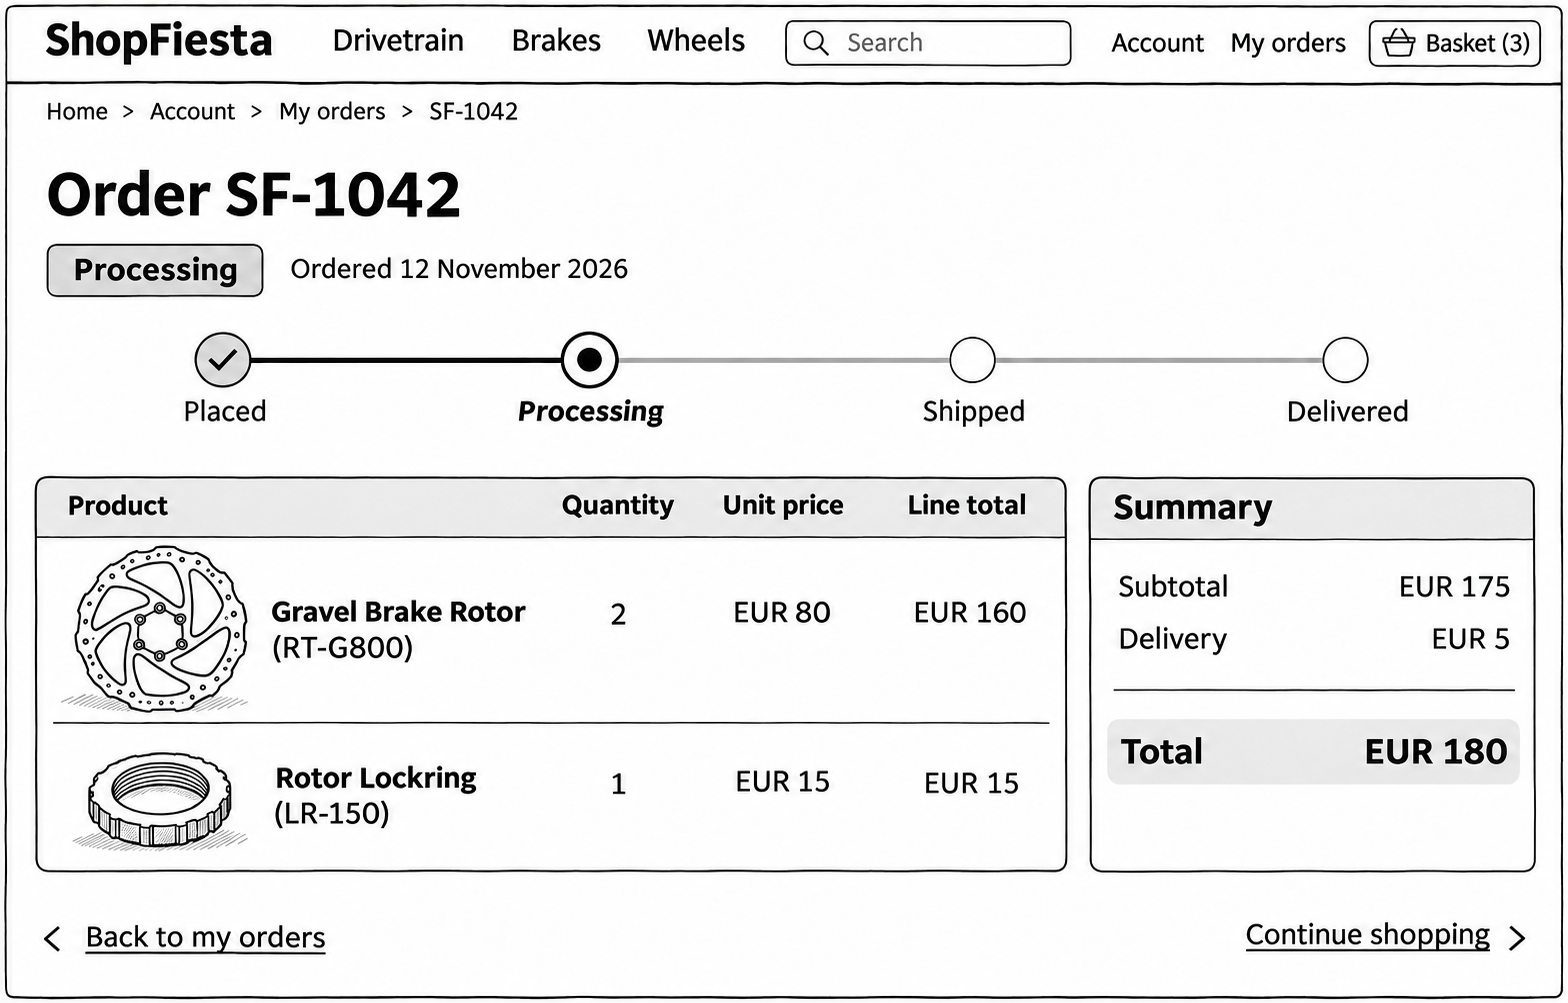 ShopFiesta Drivetrain Brakes Wheels Search Account My orders Basket (3)
Home > Account > My orders > SF-1042
Order SF-1042
Processing Ordered 12 November 2026
Placed Processing Shipped Delivered
Product Quantity Unit price Line total
Gravel Brake Rotor 2 EUR 80 EUR 160
(RT-G800)
Rotor Lockring 1 EUR 15 EUR 15
(LR-150)
Summary
Subtotal EUR 175
Delivery EUR 5
Total EUR 180
< Back to my orders
Continue shopping >